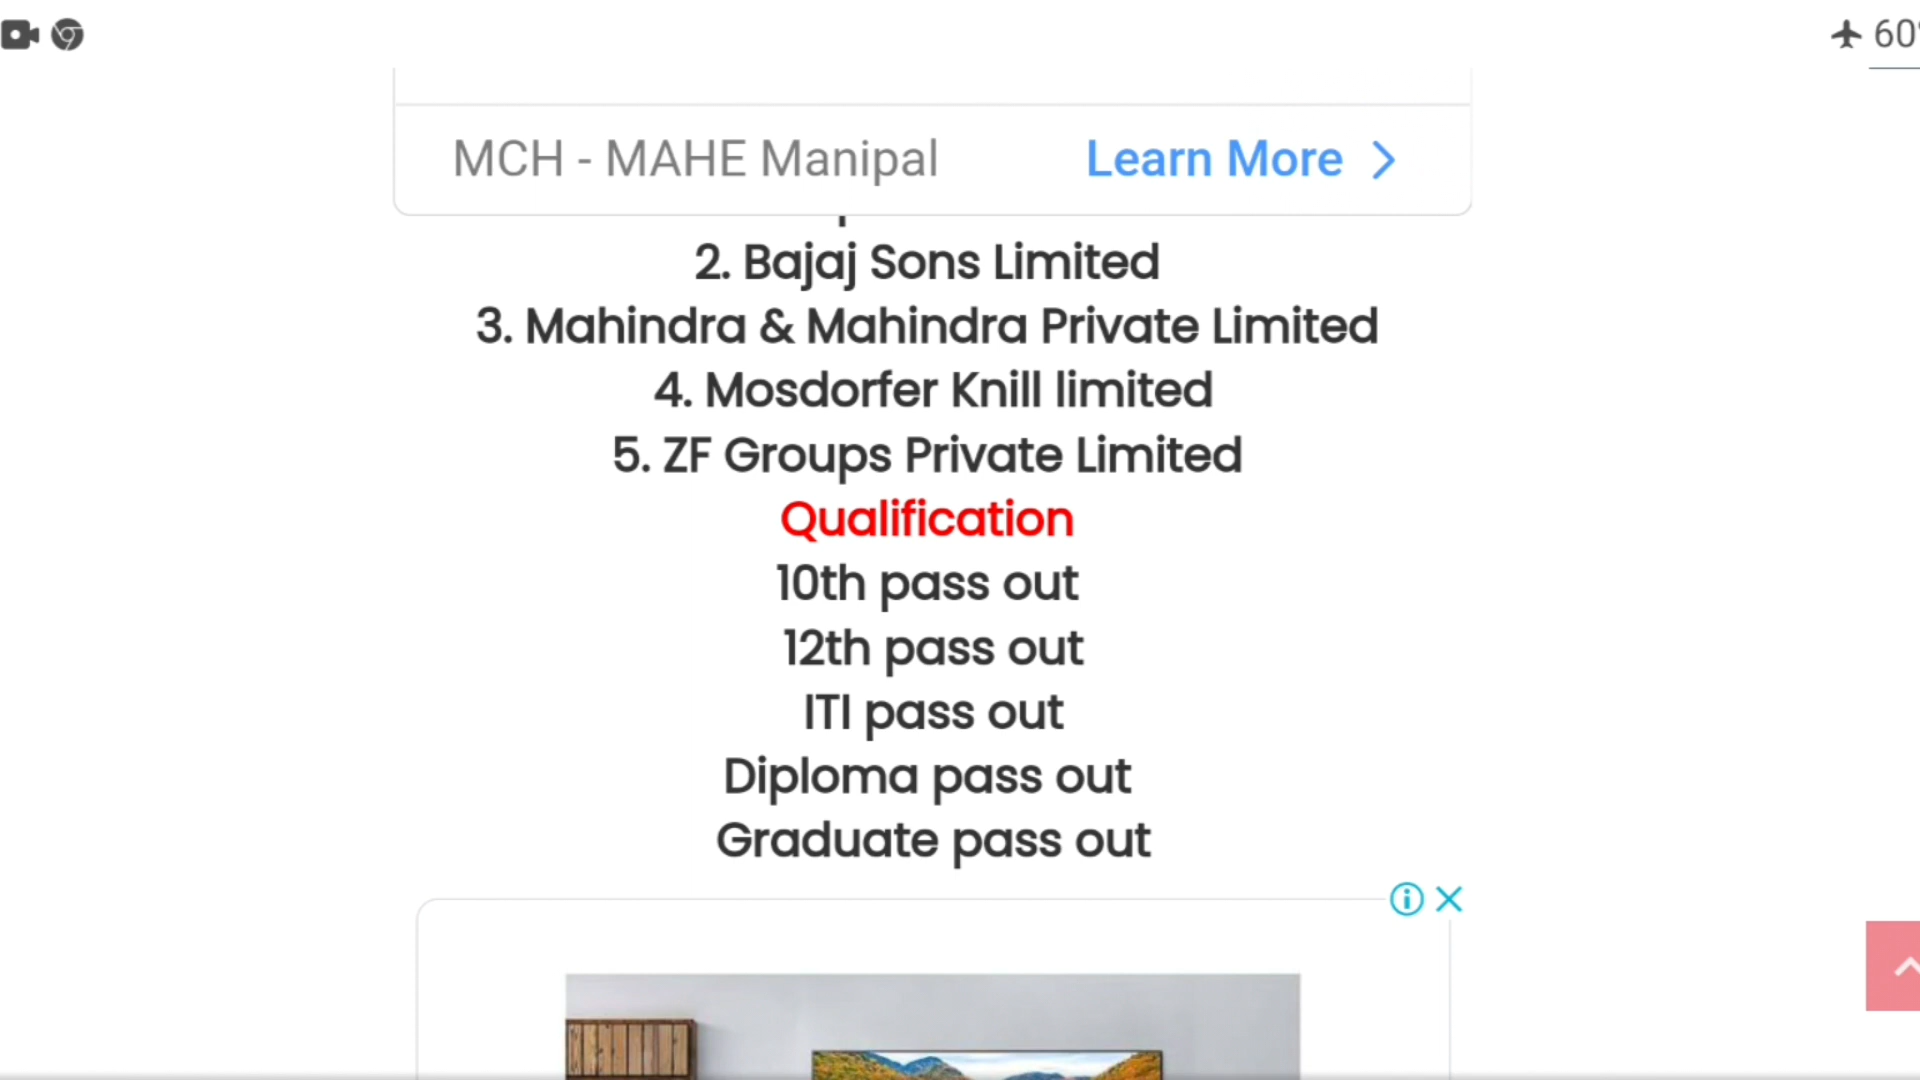 60
MCH - MAHE Manipal Learn More
2. Bajaj Sons Limited
3. Mahindra & Mahindra Private Limited
4. Mosdorfer Knill limited
5. ZF Groups Private Limited
Qualification
10th pass out
12th pass out
ITI pass out
Diploma pass out
Graduate pass out